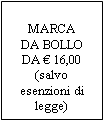 MARCA
DA BOLLO
DA € 16,00
(salvo
esenzioni di
legge)